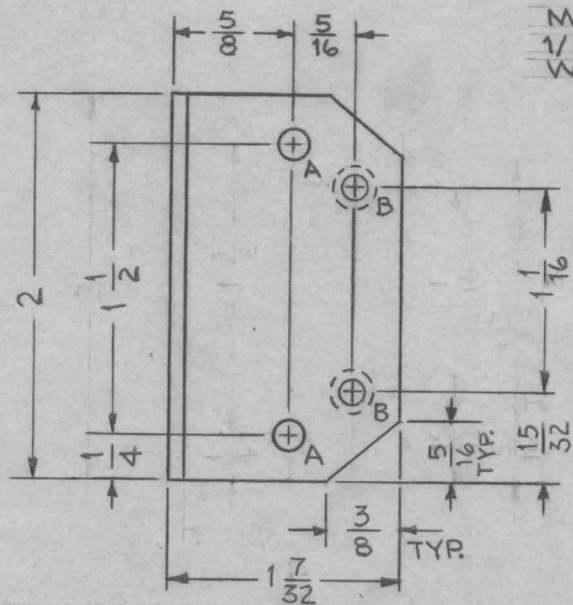 5/8
5/16
M
1/
W
A
B
2
1 1/2
1 1/16
B
1/4
A
5/16 TYP.
15/32
3/8 TYP.
1 7/32